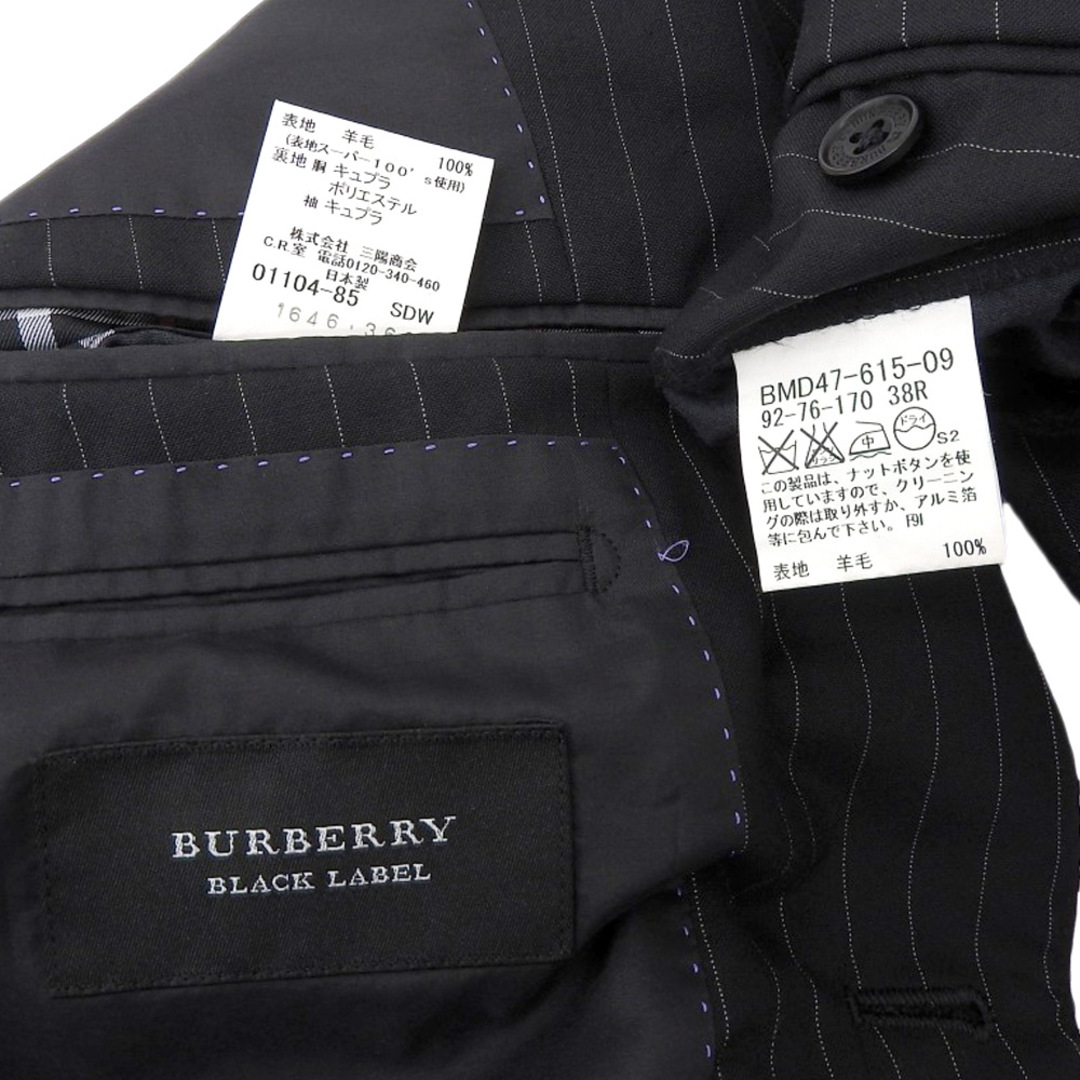 表地 羊毛 100%
(表地スーパー100's使用)
裏地 胴 キュプラ
ポリエステル
袖 キュプラ
株式会社 三陽商会
C.R.室 電話0120-340-460
日本製
01104-85 SDW
1646
BMD47-615-09
92-76-170 38R
中
ドライ
S2
この製品は、ナットボタンを使
用していますので、クリーニン
グの際は取り外すか、アルミ箔
等に包んで下さい。 F9I
表地 羊毛 100%
BURBERRY
BLACK LABEL